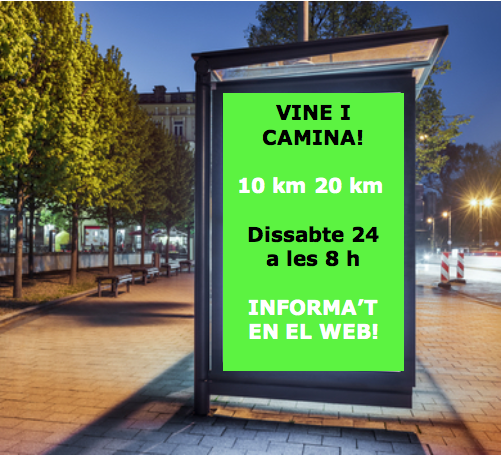 VINE I
CAMINA!
10 km 20 km
Dissabte 24
a les 8 h
INFORMA’T
EN EL WEB!